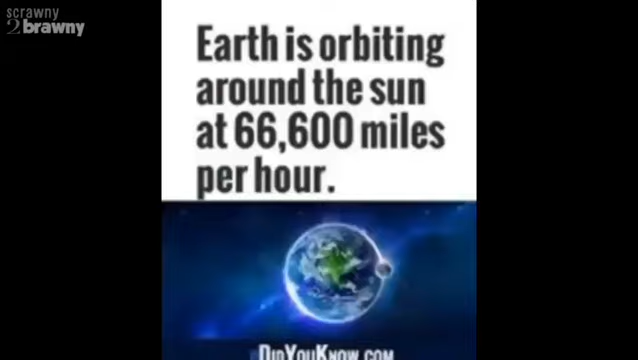 scrawny
2brawny
Earth is orbiting
around the sun
at 66,600 miles
per hour.
DIDYOUKNOW.COM